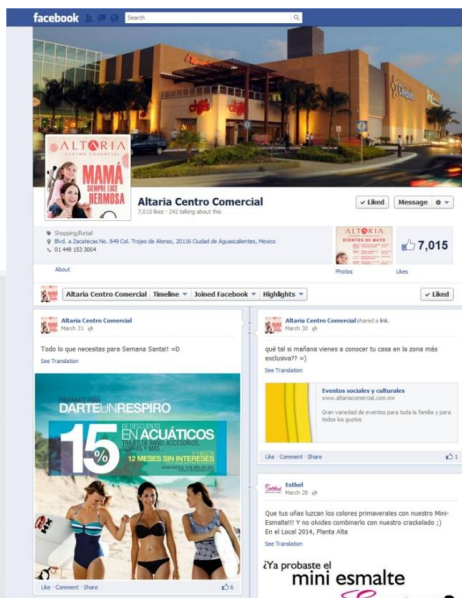 facebook
Search
chili's
ALTARIA
CENTRO COMERCIAL
MAMÁ
SIEMPRE LUCE
HERMOSA
Altaria Centro Comercial
7,015 likes · 242 talking about this
Liked
Message
Shopping/Retail
Blvd. a Zacatecas No. 849 Col. Trojes de Alonso, 20116 Ciudad de Aguascalientes, Mexico
01 449 153 3004
About
ALTARIA
EVENTOS DE MAYO
7,015
Photos
Likes
Altaria Centro Comercial
Timeline
Joined Facebook
Highlights
Liked
Altaria Centro Comercial
March 31
Todo lo que necesitas para Semana Santa!! =D
See Translation
DARTEUNRESPIRO
15%
DE DESCUENTO
EN ACUÁTICOS
12 MESES SIN INTERESES
Like · Comment · Share
6
Altaria Centro Comercial shared a link.
March 30
qué tal si mañana vienes a conocer tu casa en la zona más
exclusiva?? =)
See Translation
Eventos sociales y culturales
www.altariacomercial.com.mx
Gran variedad de eventos para toda la familia y para
todos los gustos
Like · Comment · Share
1
Esthel
March 28
Que tus uñas luzcan los colores primaverales con nuestro Mini-
Esmalte!!! Y no olvides combinarlo con nuestro crackelado ;)
En el Local 2014, Planta Alta
See Translation
¿Ya probaste el
mini esmalte